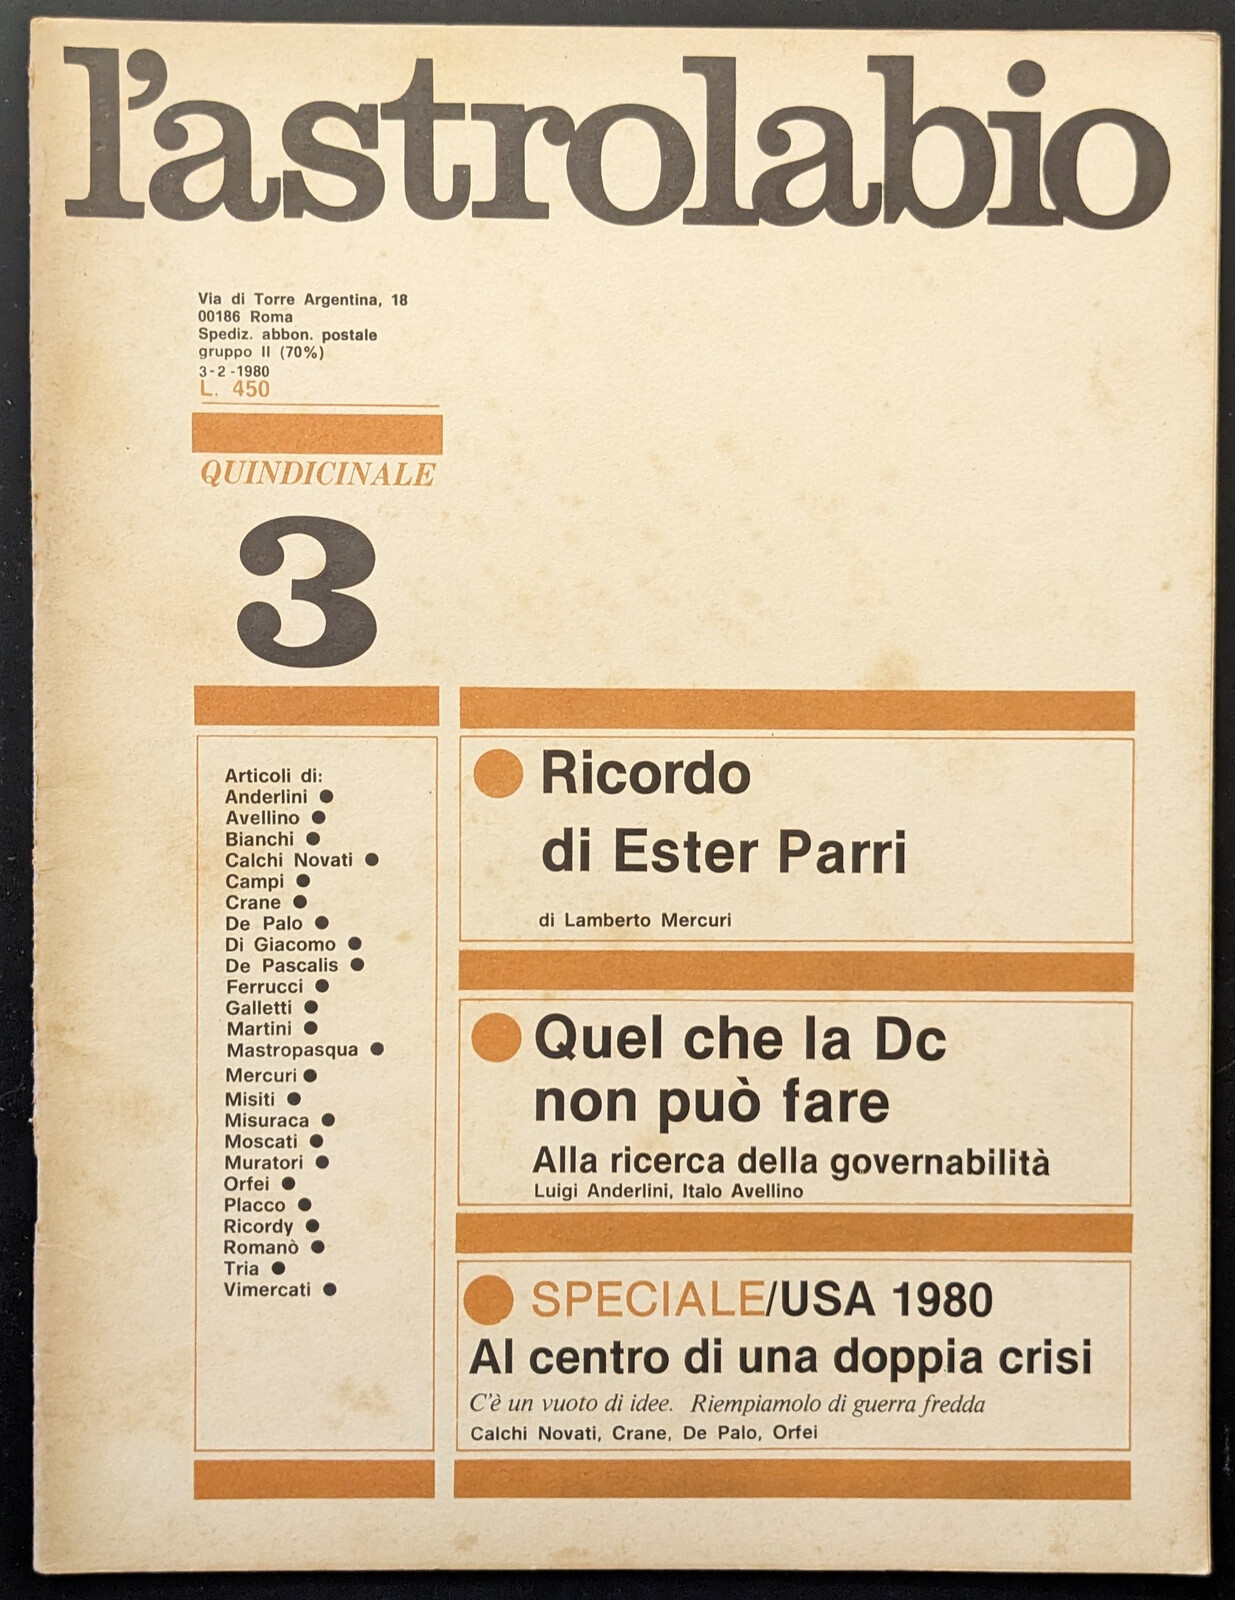 l'astrolabio
Via di Torre Argentina, 18
00186 Roma
Spediz. abbon. postale
gruppo II (70%)
3-2-1980
L. 450
QUINDICINALE
3
Articoli di:
Anderlini ●
Avellino ●
Bianchi ●
Calchi Novati ●
Campi ●
Crane ●
De Palo ●
Di Giacomo ●
De Pascalis ●
Ferrucci ●
Galletti ●
Martini ●
Mastropasqua ●
Mercuri ●
Misiti ●
Misuraca ●
Moscati ●
Muratori ●
Orfei ●
Placco ●
Ricordy ●
Romanò ●
Tria ●
Vimercati ●
Ricordo
di Ester Parri
di Lamberto Mercuri
Quel che la Dc
non può fare
Alla ricerca della governabilità
Luigi Anderlini, Italo Avellino
SPECIALE/USA 1980
Al centro di una doppia crisi
C'è un vuoto di idee. Riempiamolo di guerra fredda
Calchi Novati, Crane, De Palo, Orfei